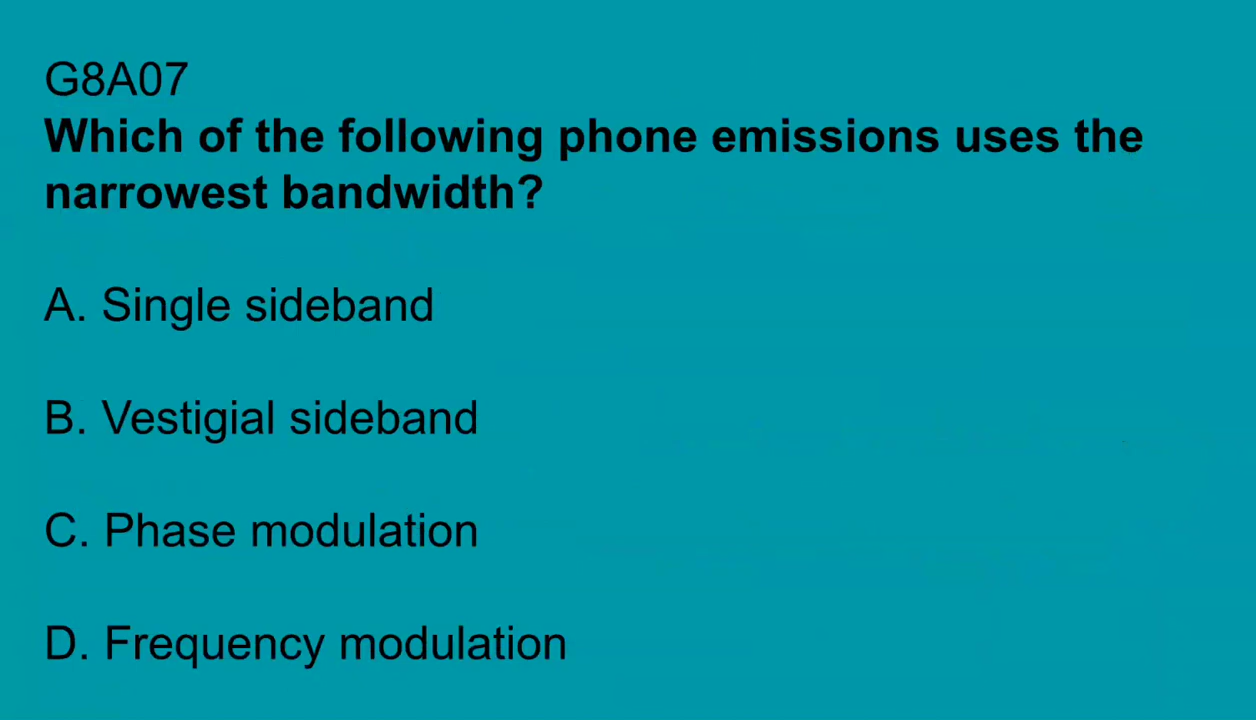 G8A07
Which of the following phone emissions uses the
narrowest bandwidth?
A. Single sideband
B. Vestigial sideband
C. Phase modulation
D. Frequency modulation